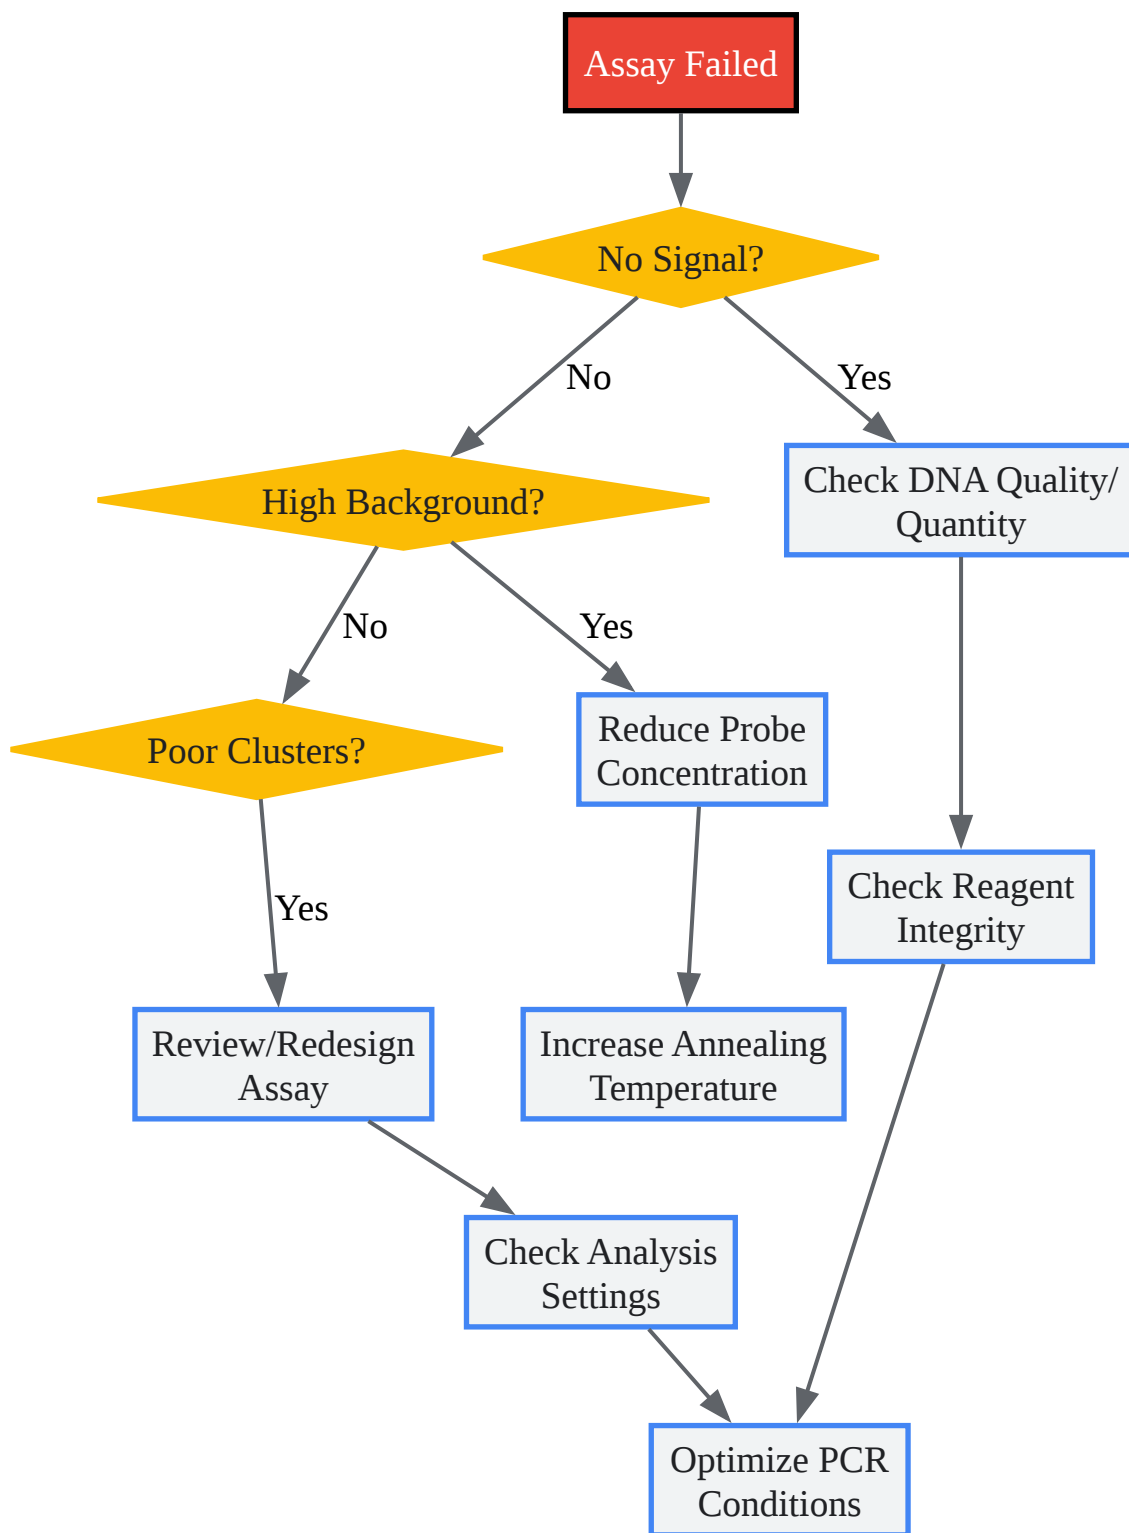 Assay Failed
No Signal?
No
Yes
High Background?
Check DNA Quality/
Quantity
No
Yes
Poor Clusters?
Reduce Probe
Concentration
Yes
Check Reagent
Integrity
Review/Redesign
Assay
Increase Annealing
Temperature
Check Analysis
Settings
Optimize PCR
Conditions